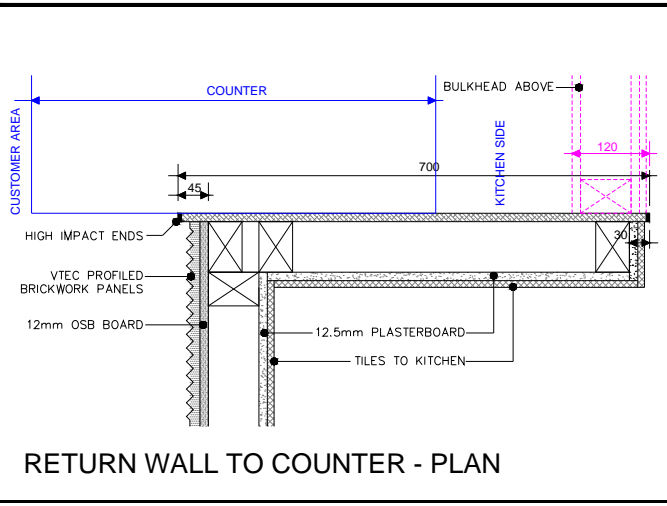 BULKHEAD ABOVE
COUNTER
CUSTOMER AREA
KITCHEN SIDE
120
700
45
30
HIGH IMPACT ENDS
VTEC PROFILED
BRICKWORK PANELS
12mm OSB BOARD
12.5mm PLASTERBOARD
TILES TO KITCHEN
RETURN WALL TO COUNTER - PLAN